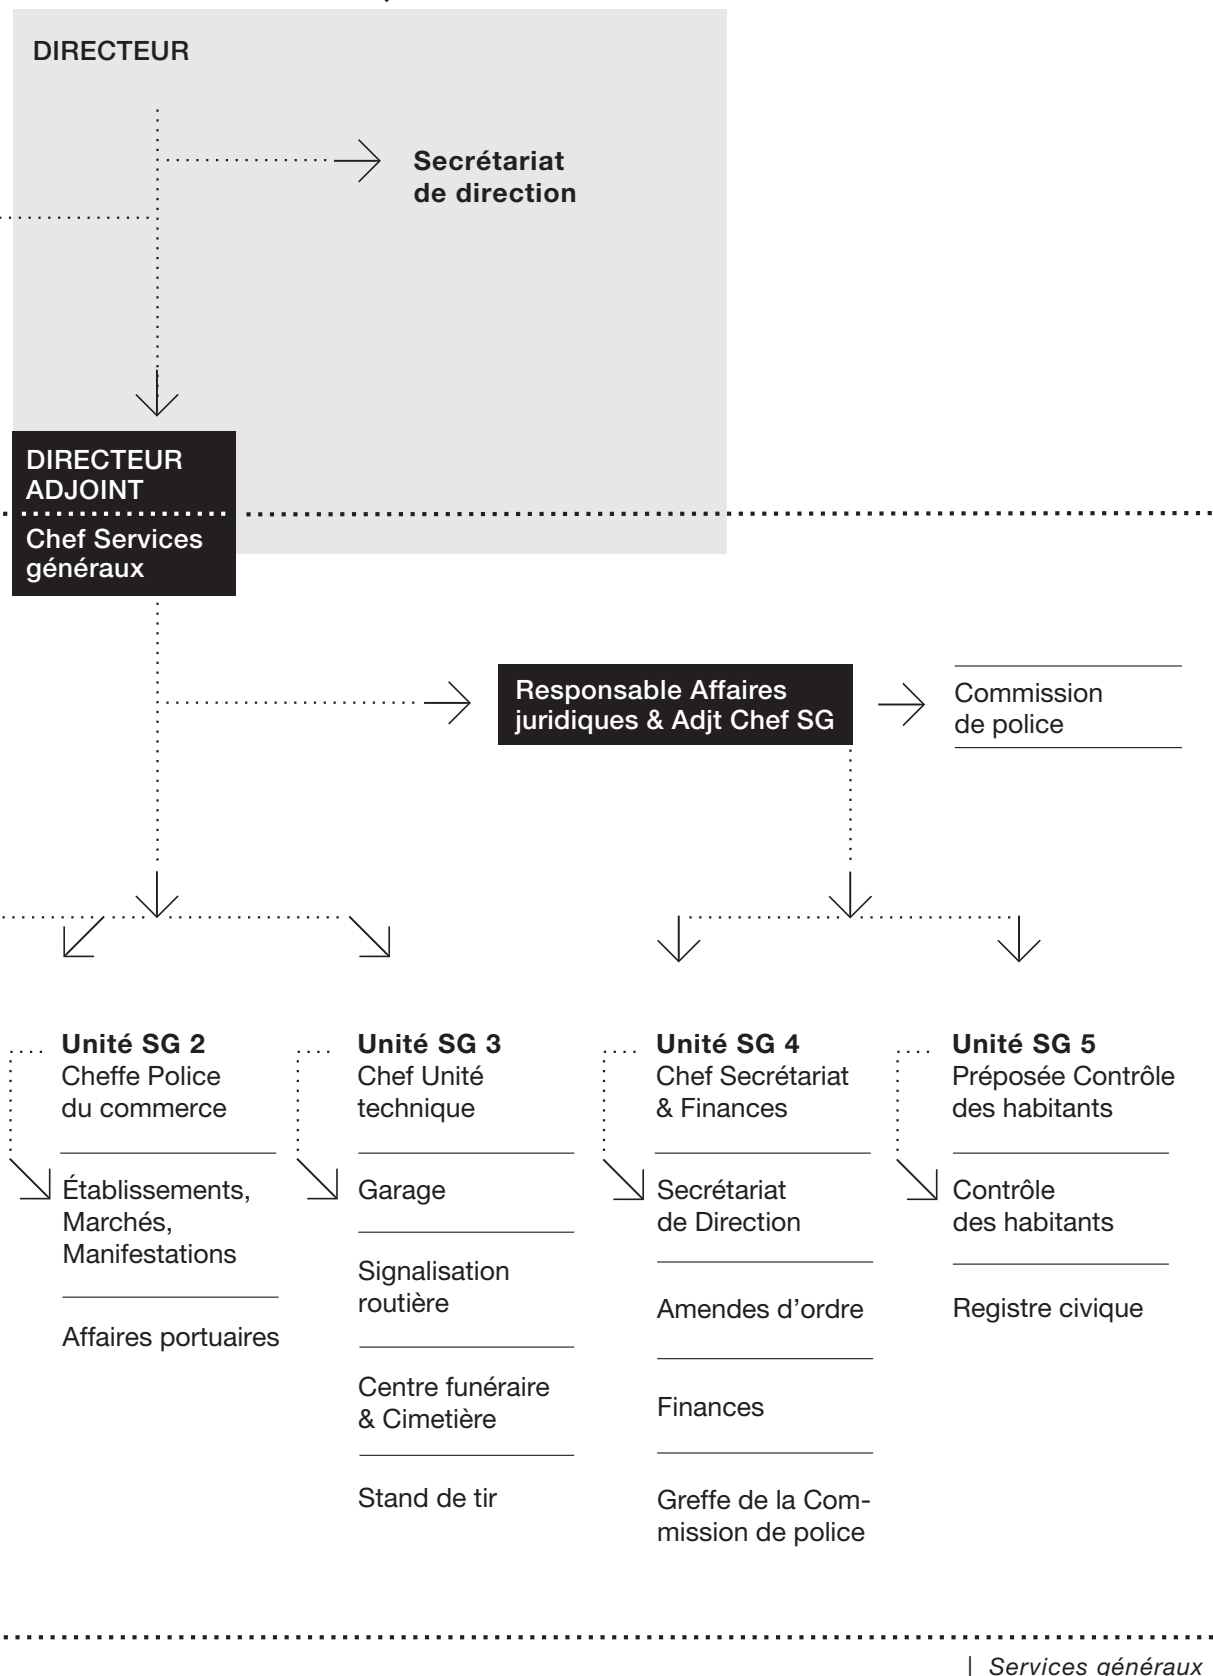 DIRECTEUR
Secrétariat
de direction
DIRECTEUR
ADJOINT
Chef Services
généraux
Responsable Affaires
juridiques & Adjt Chef SG
Commission
de police
Unité SG 2
Cheffe Police
du commerce
Établissements,
Marchés,
Manifestations
Affaires portuaires
Unité SG 3
Chef Unité
technique
Garage
Signalisation
routière
Centre funéraire
& Cimetière
Stand de tir
Unité SG 4
Chef Secrétariat
& Finances
Secrétariat
de Direction
Amendes d’ordre
Finances
Greffe de la Com-
mission de police
Unité SG 5
Préposée Contrôle
des habitants
Contrôle
des habitants
Registre civique
| Services généraux